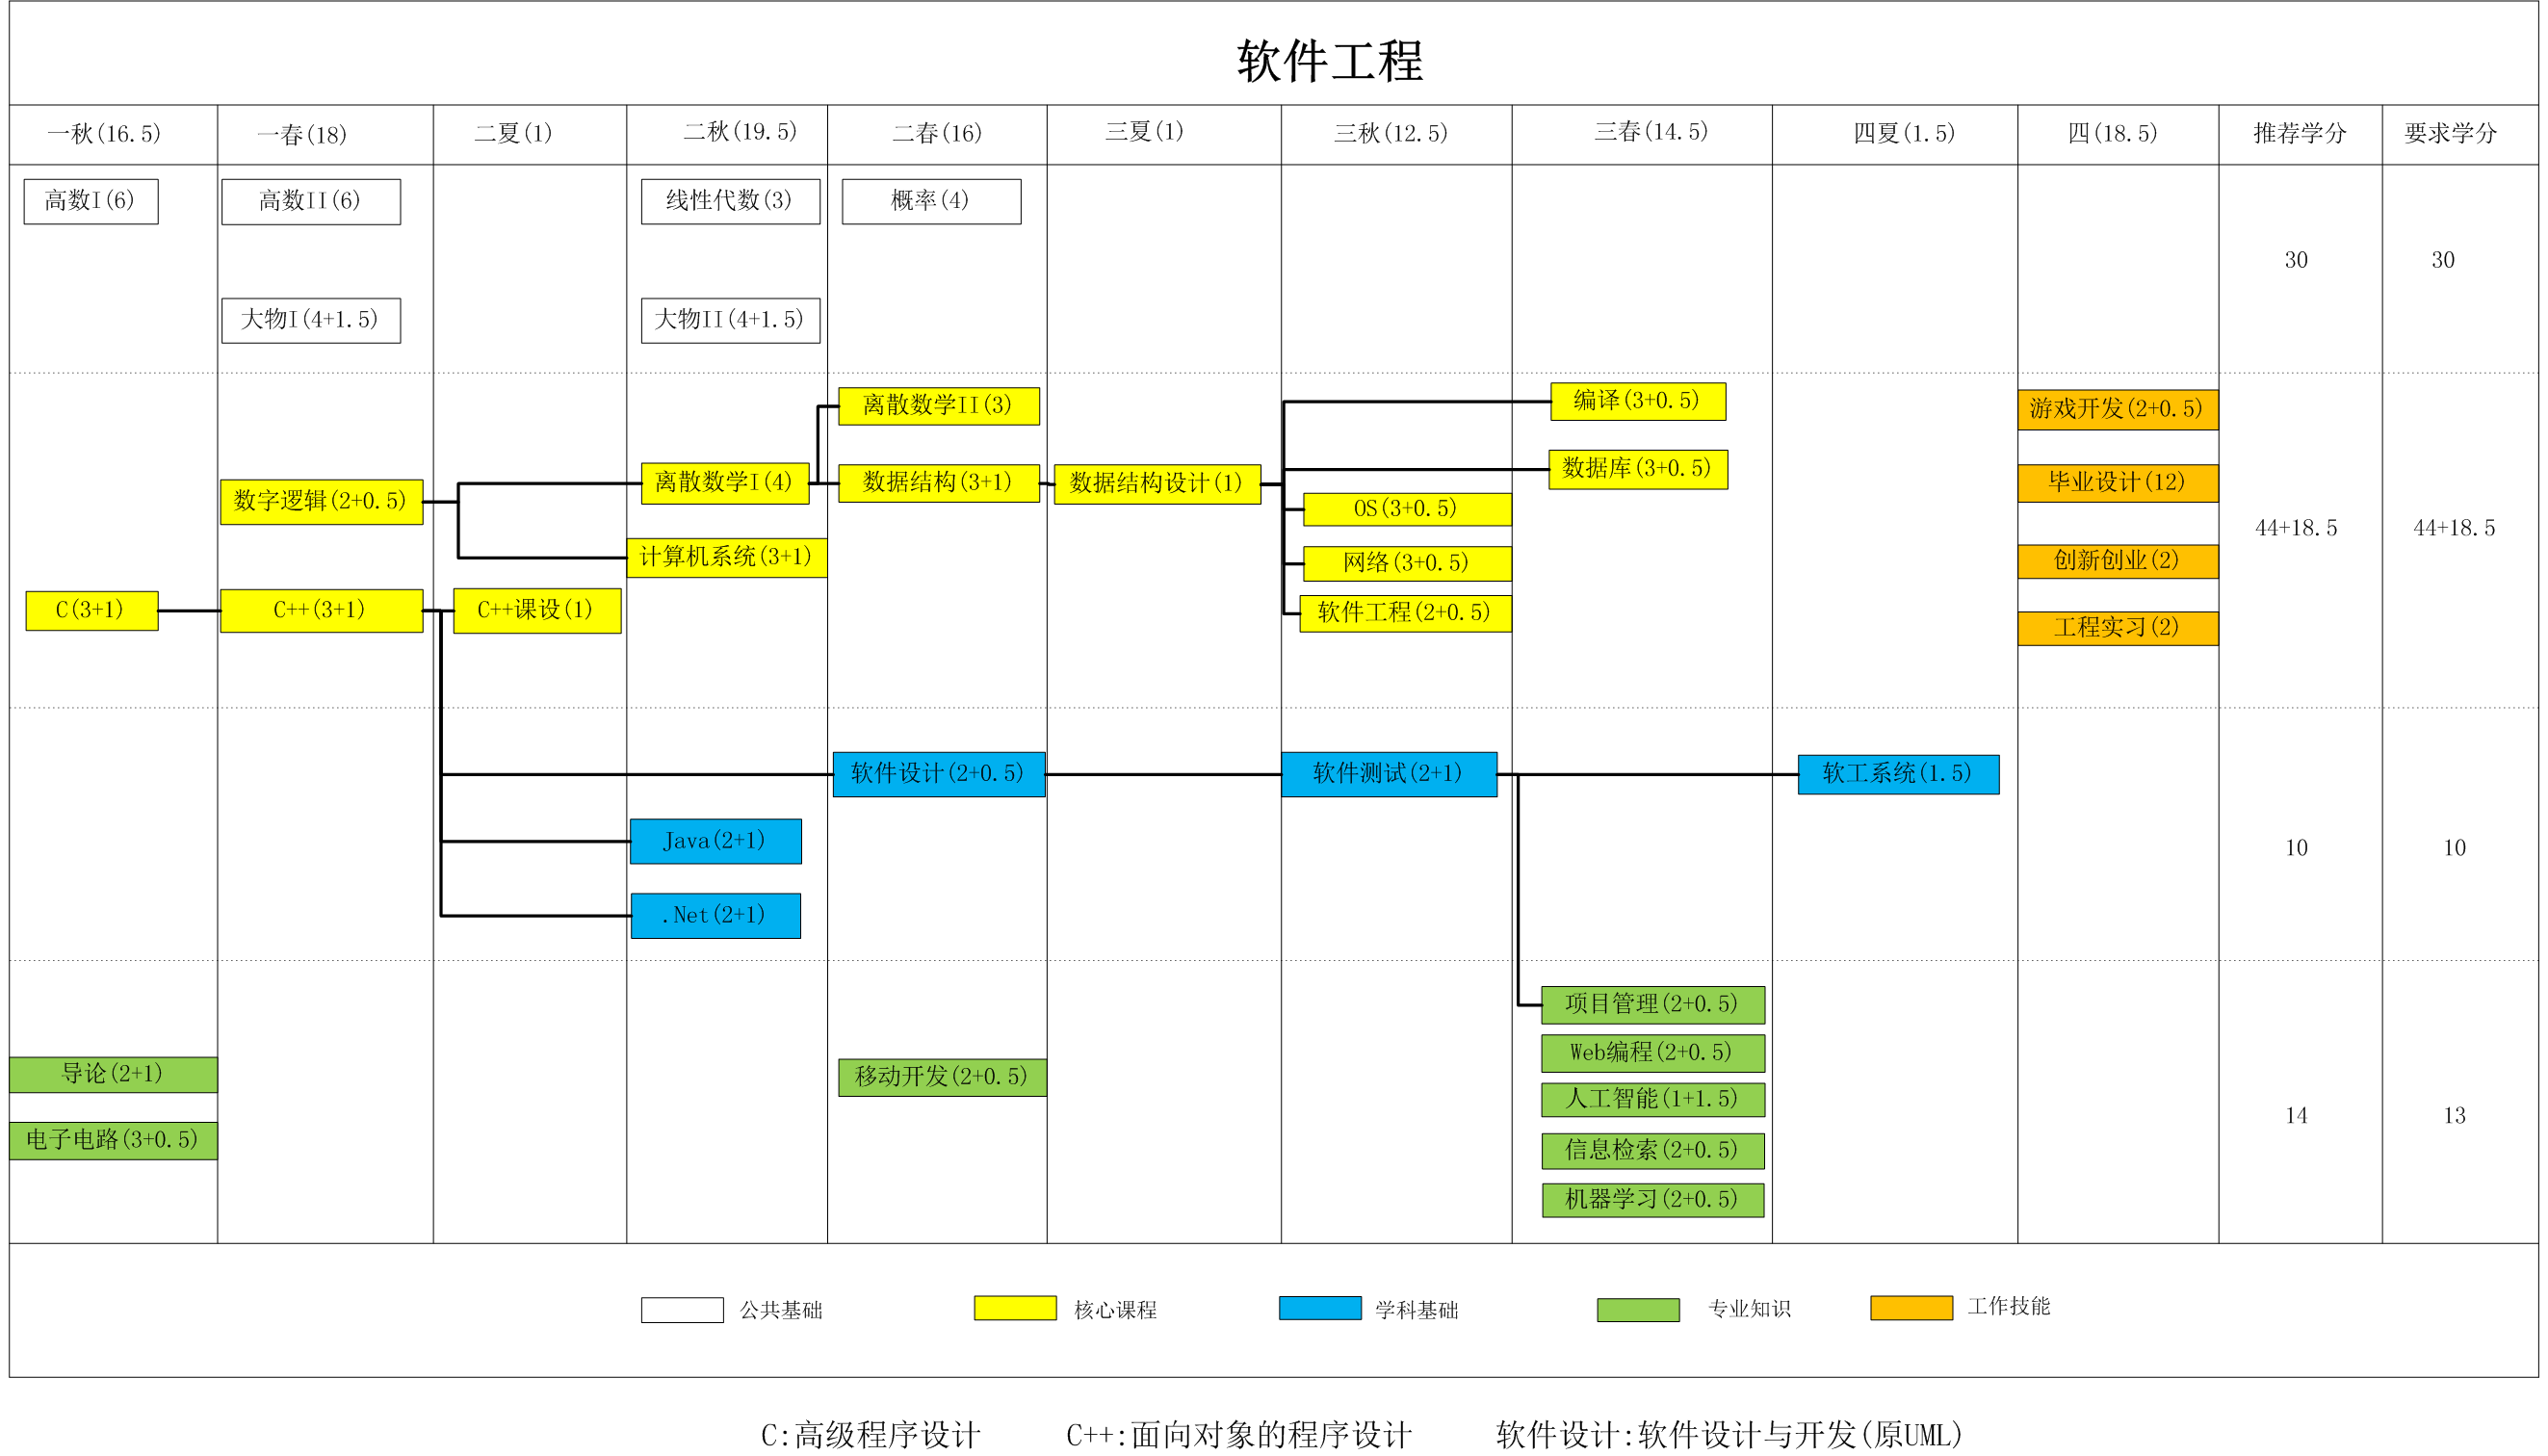 软件工程
一秋(16.5)
一春(18)
二夏(1)
二秋(19.5)
二春(16)
三夏(1)
三秋(12.5)
三春(14.5)
四夏(1.5)
四(18.5)
推荐学分
要求学分
高数I(6)
高数II(6)
线性代数(3)
概率(4)
30
30
大物I(4+1.5)
大物II(4+1.5)
离散数学II(3)
编译(3+0.5)
游戏开发(2+0.5)
数字逻辑(2+0.5)
离散数学I(4)
数据结构(3+1)
数据结构设计(1)
数据库(3+0.5)
毕业设计(12)
OS(3+0.5)
44+18.5
44+18.5
计算机系统(3+1)
网络(3+0.5)
创新创业(2)
C(3+1)
C++(3+1)
C++课设(1)
软件工程(2+0.5)
工程实习(2)
软件设计(2+0.5)
软件测试(2+1)
软工系统(1.5)
Java(2+1)
10
10
.Net(2+1)
项目管理(2+0.5)
Web编程(2+0.5)
导论(2+1)
移动开发(2+0.5)
人工智能(1+1.5)
14
13
电子电路(3+0.5)
信息检索(2+0.5)
机器学习(2+0.5)
公共基础
核心课程
学科基础
专业知识
工作技能
C:高级程序设计
C++:面向对象的程序设计
软件设计:软件设计与开发(原UML)